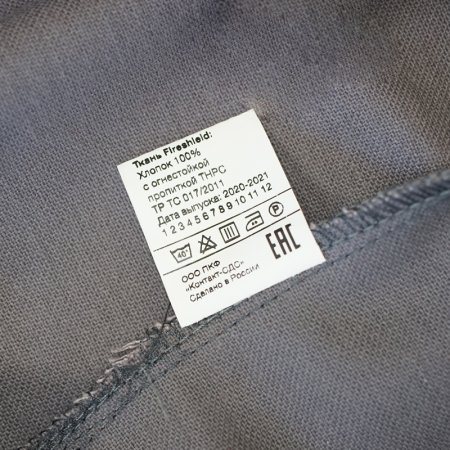 Ткань Fireshield:
Хлопок 100%
с огнестойкой
пропиткой THPC
ТР ТС 017/2011
Дата выпуска: 2020-2021
1 2 3 4 5 6 7 8 9 10 11 12
40°
EAC
ООО ПКФ
«Контакт-СДС»
Сделано в России